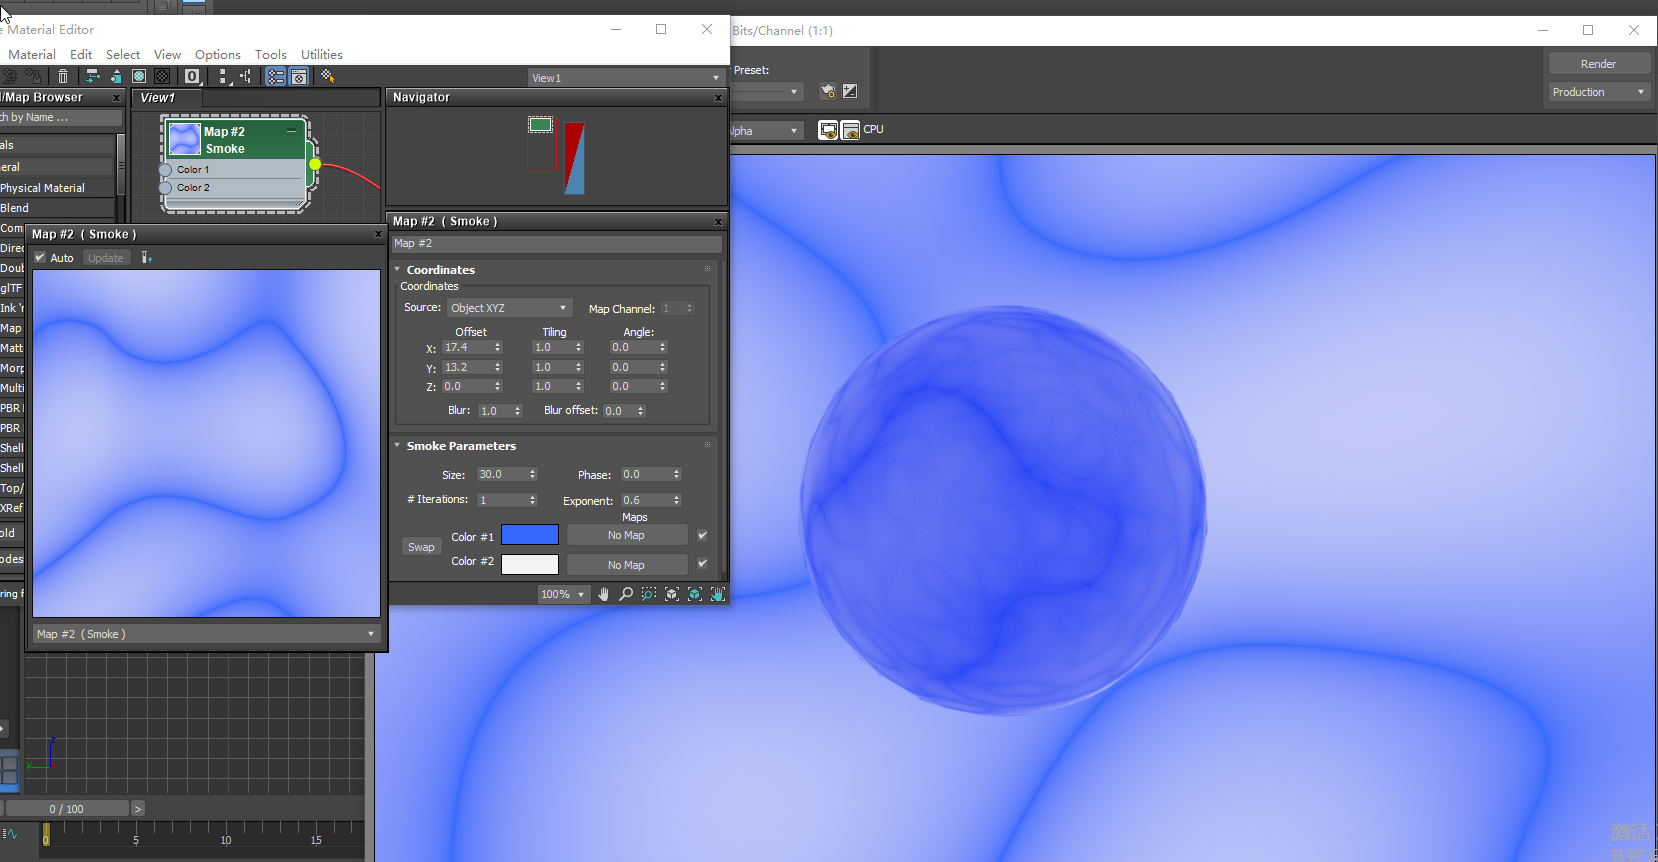 e Material Editor
Material Edit Select View Options Tools Utilities
View1
l/Map Browser
ch by Name ...
als
eral
Physical Material
Blend
Com
Direc
Doub
glTF
Ink 'n
Map
Matt
Morp
Multi
PBR
PBR
Shell
Shell
Top/
XRef
old
odes
ring f
View1
Map #2
Smoke
Color 1
Color 2
Navigator
Map #2 ( Smoke )
Auto Update
Map #2 ( Smoke )
Map #2 ( Smoke )
Map #2
Coordinates
Coordinates
Source: Object XYZ Map Channel: 1
Offset Tiling Angle:
X: 17.4 1.0 0.0
Y: 13.2 1.0 0.0
Z: 0.0 1.0 0.0
Blur: 1.0 Blur offset: 0.0
Smoke Parameters
Size: 30.0 Phase: 0.0
# Iterations: 1 Exponent: 0.6
Maps
Color #1 No Map
Swap
Color #2 No Map
100%
Bits/Channel (1:1)
Preset:
Render
Production
lpha
CPU
0 / 100
>
0 5 10 15
z
y
激活